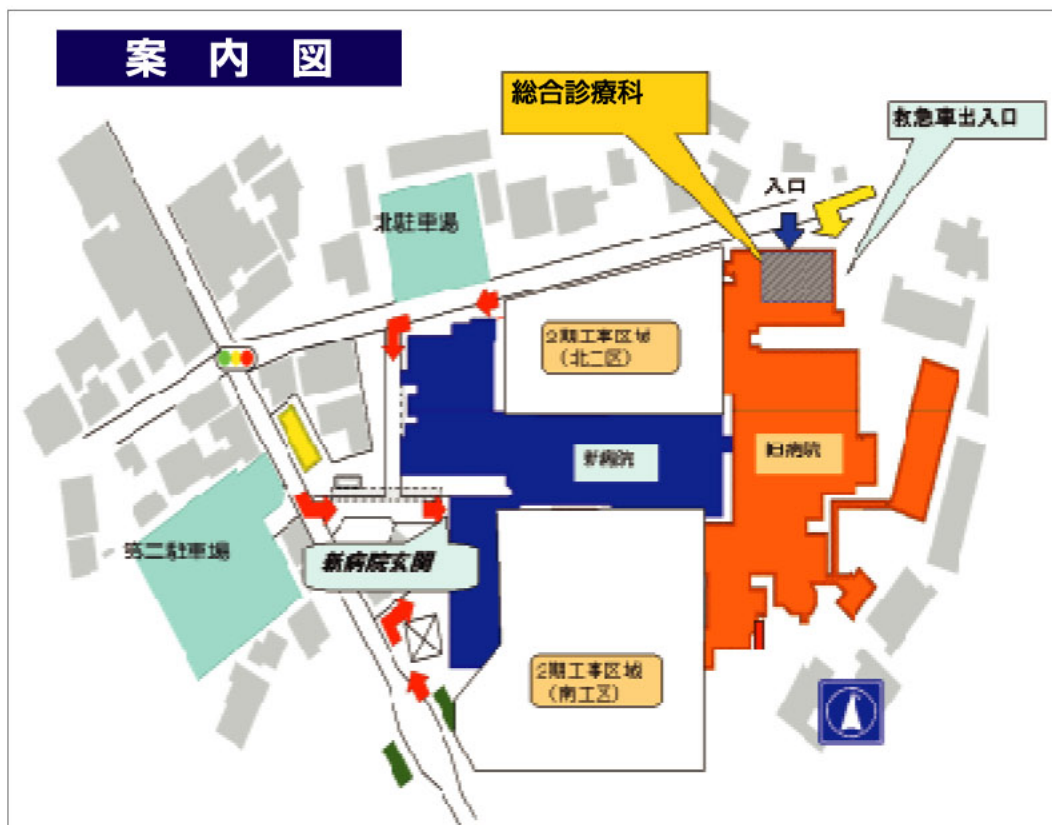 案内図
総合診療科
救急車出入口
入口
北駐車場
2期工事区域
(北工区)
新病院
旧病院
第二駐車場
新病院玄関
2期工事区域
(南工区)